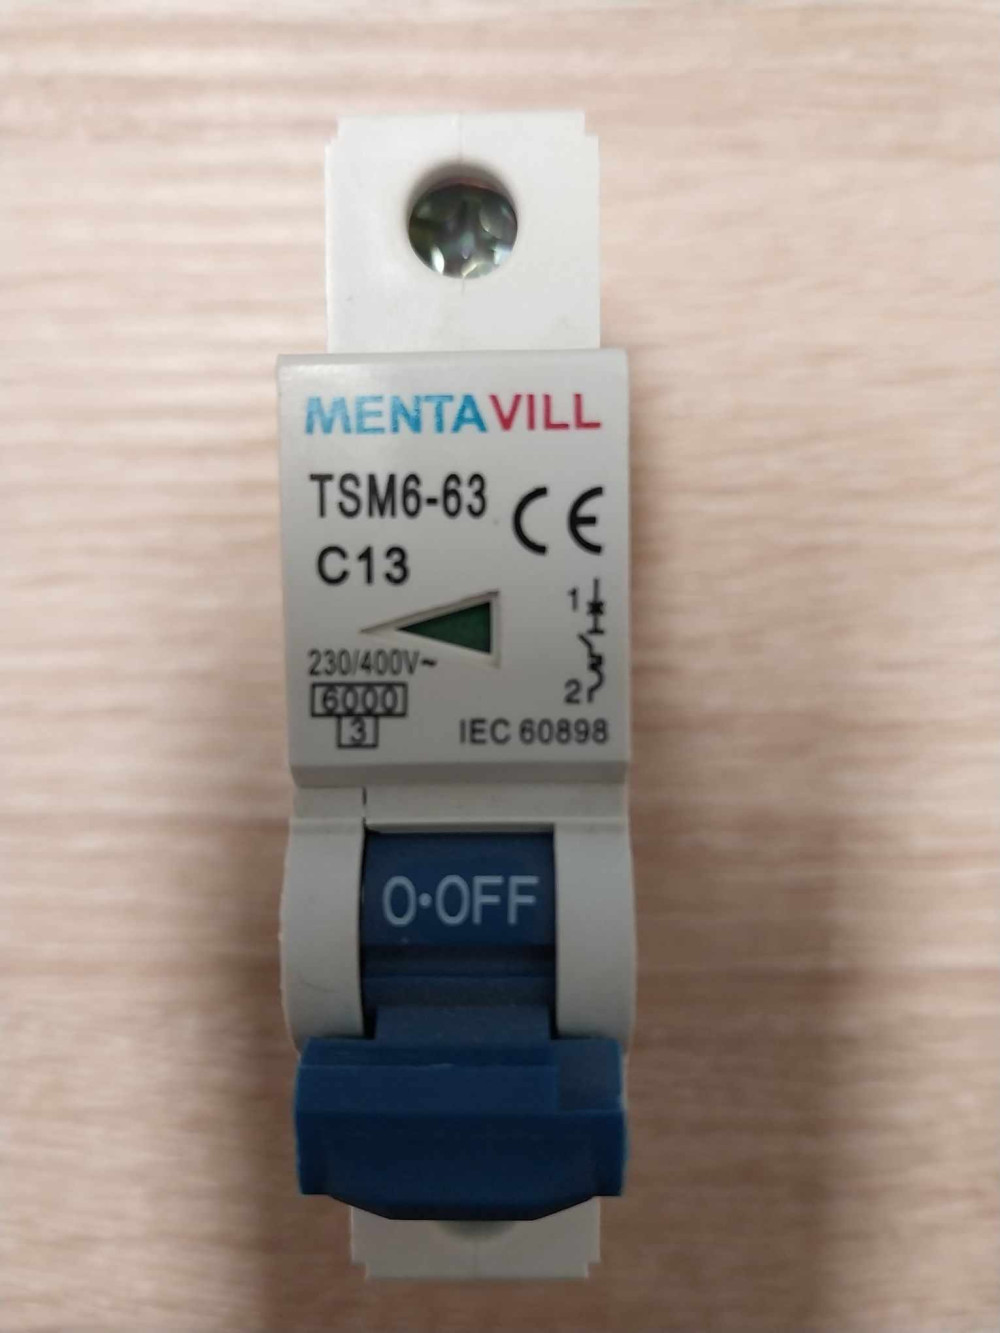 MENTAVILL
TSM6-63
CE
C13
1
230/400V~
6000
2
3
IEC 60898
O·OFF